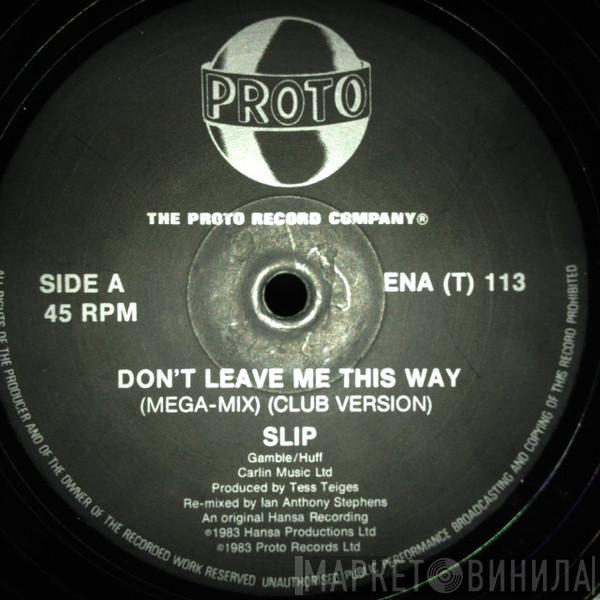 PROTO
THE PROTO RECORD COMPANY®
SIDE A
45 RPM
ENA (T) 113
DON'T LEAVE ME THIS WAY
(MEGA-MIX) (CLUB VERSION)
SLIP
Gamble/Huff
Carlin Music Ltd
Produced by Tess Teiges
Re-mixed by Ian Anthony Stephens
An original Hansa Recording
℗1983 Hansa Productions Ltd
©1983 Proto Records Ltd
ALL RIGHTS OF THE PRODUCER AND OF THE OWNER OF THE RECORDED WORK RESERVED UNAUTHORISED PUBLIC PERFORMANCE BROADCASTING AND COPYING OF THIS RECORD PROHIBITED
МАРКЕТ ВИНИЛА